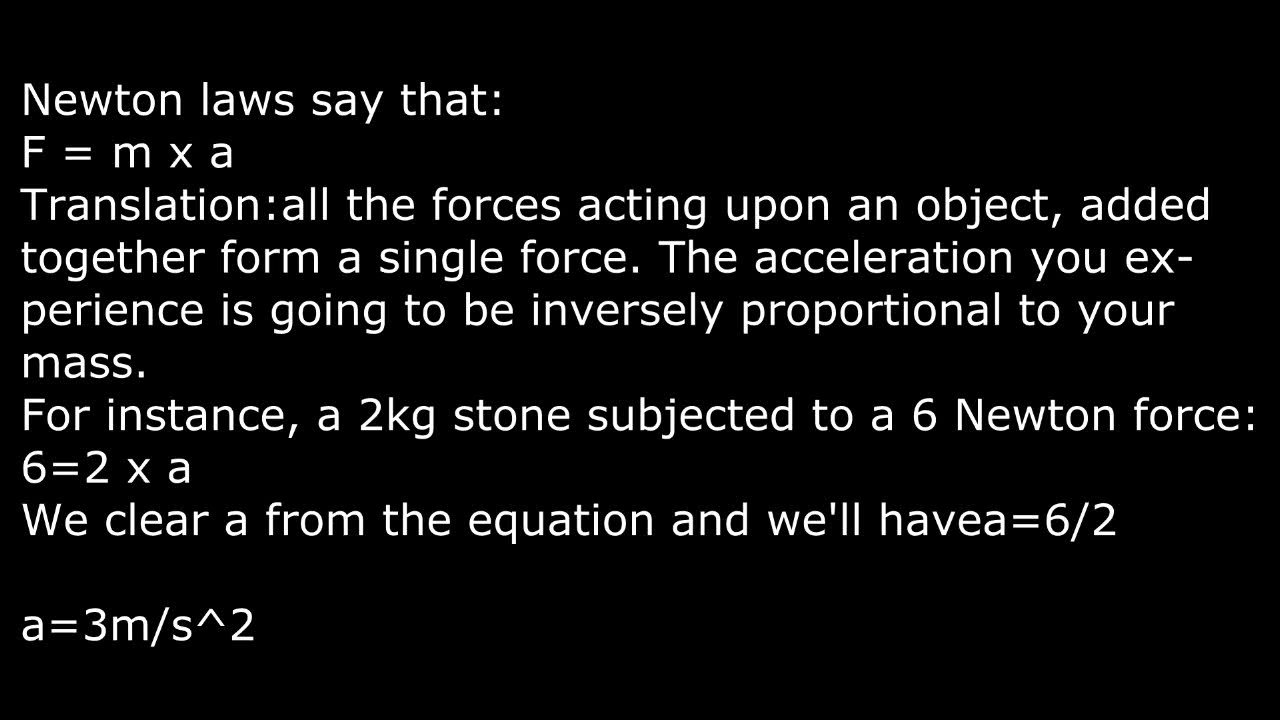 Newton laws say that:
F = m x a
Translation:all the forces acting upon an object, added
together form a single force. The acceleration you ex-
perience is going to be inversely proportional to your
mass.
For instance, a 2kg stone subjected to a 6 Newton force:
6=2 x a
We clear a from the equation and we'll havea=6/2
a=3m/s^2